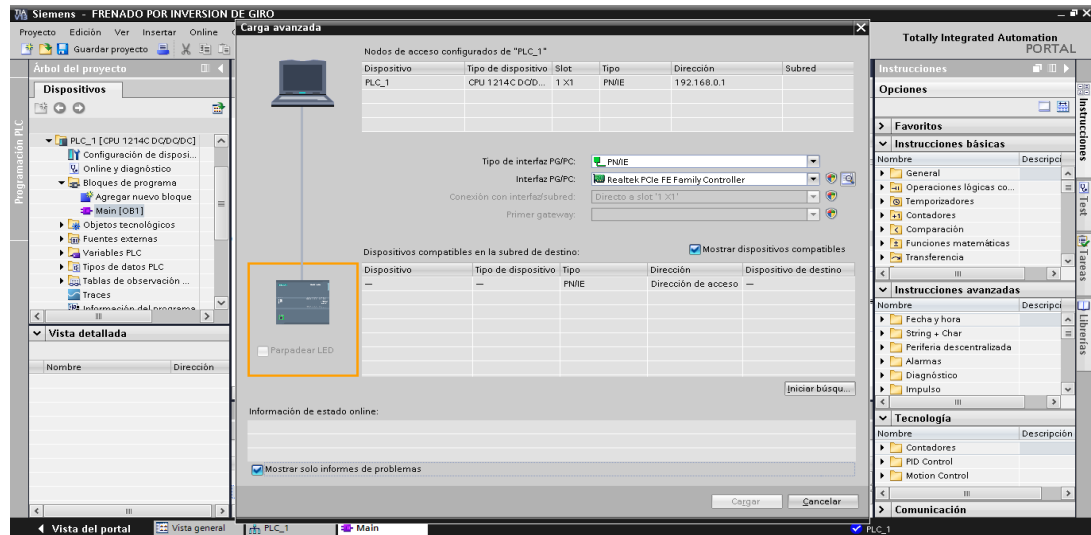 Siemens - FRENADO POR INVERSION DE GIRO
Proyecto Edición Ver Insertar Online
Guardar proyecto
Totally Integrated Automation
PORTAL
Árbol del proyecto
Dispositivos
Programación PLC
PLC_1 [CPU 1214C DC/DC/DC]
Configuración de disposi...
Online y diagnóstico
Bloques de programa
Agregar nuevo bloque
Main [OB1]
Objetos tecnológicos
Fuentes externas
Variables PLC
Tipos de datos PLC
Tablas de observación ...
Traces
Información del programa
Vista detallada
Nombre Dirección
Carga avanzada
Nodos de acceso configurados de "PLC_1"
Dispositivo Tipo de dispositivo Slot Tipo Dirección Subred
PLC_1 CPU 1214C DC/D... 1 X1 PN/IE 192.168.0.1
Tipo de interfaz PG/PC: PN/IE
Interfaz PG/PC: Realtek PCIe FE Family Controller
Conexión con interfaz/subred: Directo a slot '1 X1'
Primer gateway:
Dispositivos compatibles en la subred de destino: Mostrar dispositivos compatibles
Dispositivo Tipo de dispositivo Tipo Dirección Dispositivo de destino
— — PN/IE Dirección de acceso —
Parpadear LED
Iniciar búsqu...
Información de estado online:
Mostrar solo informes de problemas
Cargar Cancelar
Instrucciones
Opciones
Favoritos
Instrucciones básicas
Nombre Descripci
General
Operaciones lógicas co...
Temporizadores
Contadores
Comparación
Funciones matemáticas
Transferencia
Instrucciones avanzadas
Nombre Descripci
Fecha y hora
String + Char
Periferia descentralizada
Alarmas
Diagnóstico
Impulso
Tecnología
Nombre Descripción
Contadores
PID Control
Motion Control
Comunicación
Instrucciones
Test
Tareas
Librerías
Vista del portal Vista general PLC_1 Main PLC_1